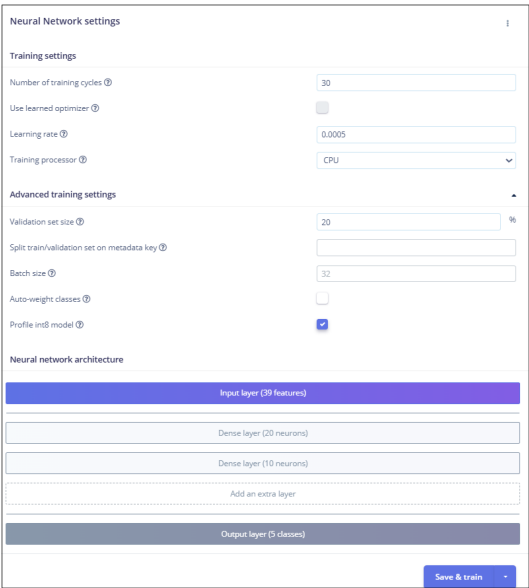 Neural Network settings
Training settings
Number of training cycles ?
30
Use learned optimizer ?
Learning rate ?
0.0005
Training processor ?
CPU
Advanced training settings
Validation set size ?
20
%
Split train/validation set on metadata key ?
Batch size ?
32
Auto-weight classes ?
Profile int8 model ?
Neural network architecture
Input layer (39 features)
Dense layer (20 neurons)
Dense layer (10 neurons)
Add an extra layer
Output layer (5 classes)
Save & train